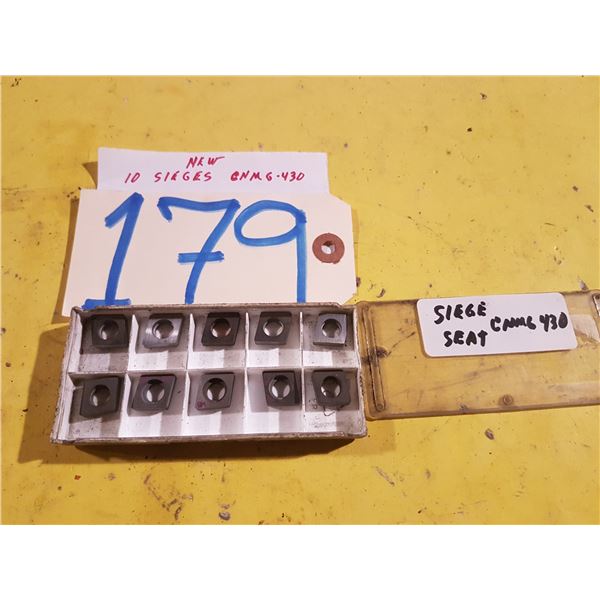 NEW
10 SIEGES CNMG-430
179
SIEGE
SEAT CNMG 430